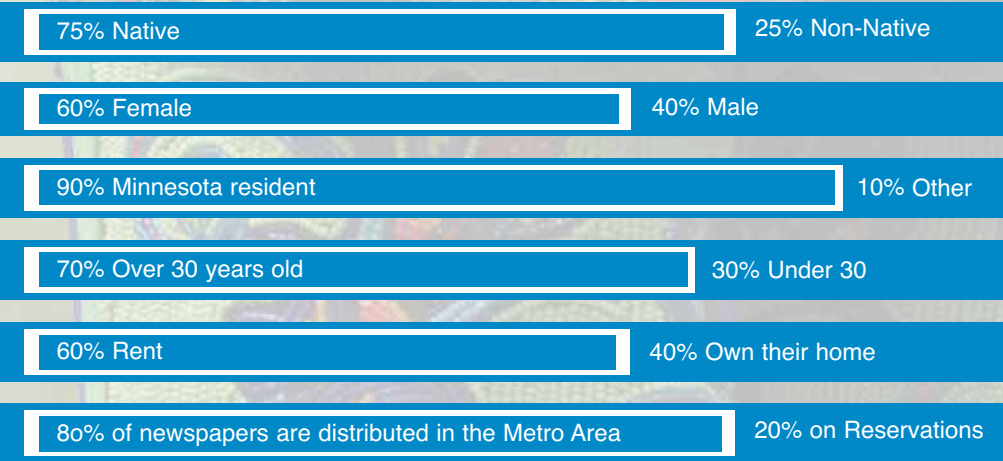 75% Native 25% Non-Native
60% Female 40% Male
90% Minnesota resident 10% Other
70% Over 30 years old 30% Under 30
60% Rent 40% Own their home
8o% of newspapers are distributed in the Metro Area 20% on Reservations